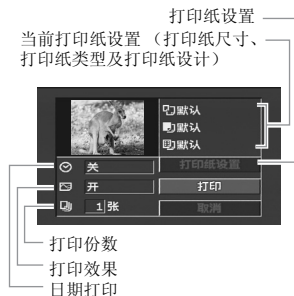 打印纸设置
当前打印纸设置 （打印纸尺寸、
打印纸类型及打印纸设计）
默认
默认
默认
关
打印纸设置
开
打印
1 张
取消
打印份数
打印效果
日期打印